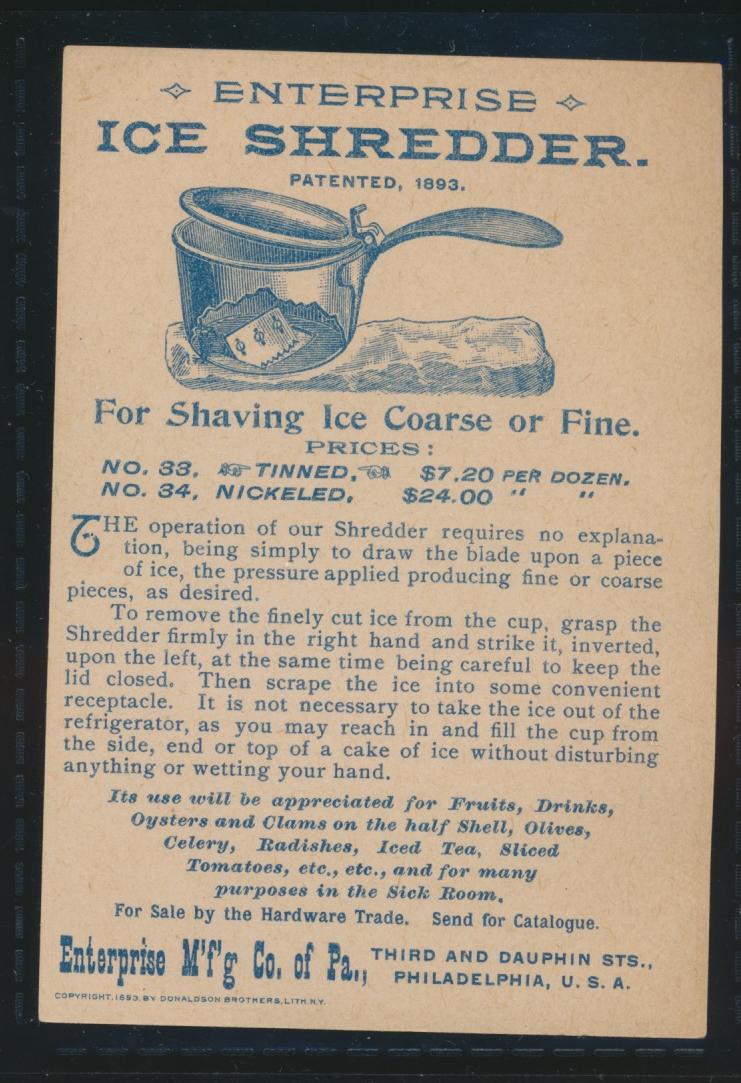 ENTERPRISE
ICE SHREDDER.
PATENTED, 1893.
For Shaving Ice Coarse or Fine.
PRICES:
NO. 33, TINNED, $7.20 PER DOZEN.
NO. 34, NICKELED, $24.00 " "
THE operation of our Shredder requires no explana-
tion, being simply to draw the blade upon a piece
of ice, the pressure applied producing fine or coarse
pieces, as desired.
To remove the finely cut ice from the cup, grasp the
Shredder firmly in the right hand and strike it, inverted,
upon the left, at the same time being careful to keep the
lid closed. Then scrape the ice into some convenient
receptacle. It is not necessary to take the ice out of the
refrigerator, as you may reach in and fill the cup from
the side, end or top of a cake of ice without disturbing
anything or wetting your hand.
Its use will be appreciated for Fruits, Drinks,
Oysters and Clams on the half Shell, Olives,
Celery, Radishes, Iced Tea, Sliced
Tomatoes, etc., etc., and for many
purposes in the Sick Room.
For Sale by the Hardware Trade. Send for Catalogue.
Enterprise M'f'g Co. of Pa., THIRD AND DAUPHIN STS.,
PHILADELPHIA, U. S. A.
COPYRIGHT, 1893, BY DONALDSON BROTHERS, LITH. N.Y.